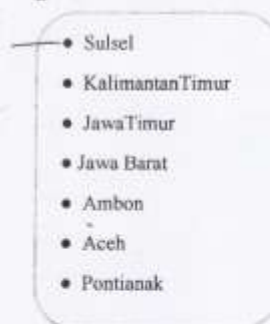 • Sulsel
• KalimantanTimur
• JawaTimur
• Jawa Barat
• Ambon
• Aceh
• Pontianak